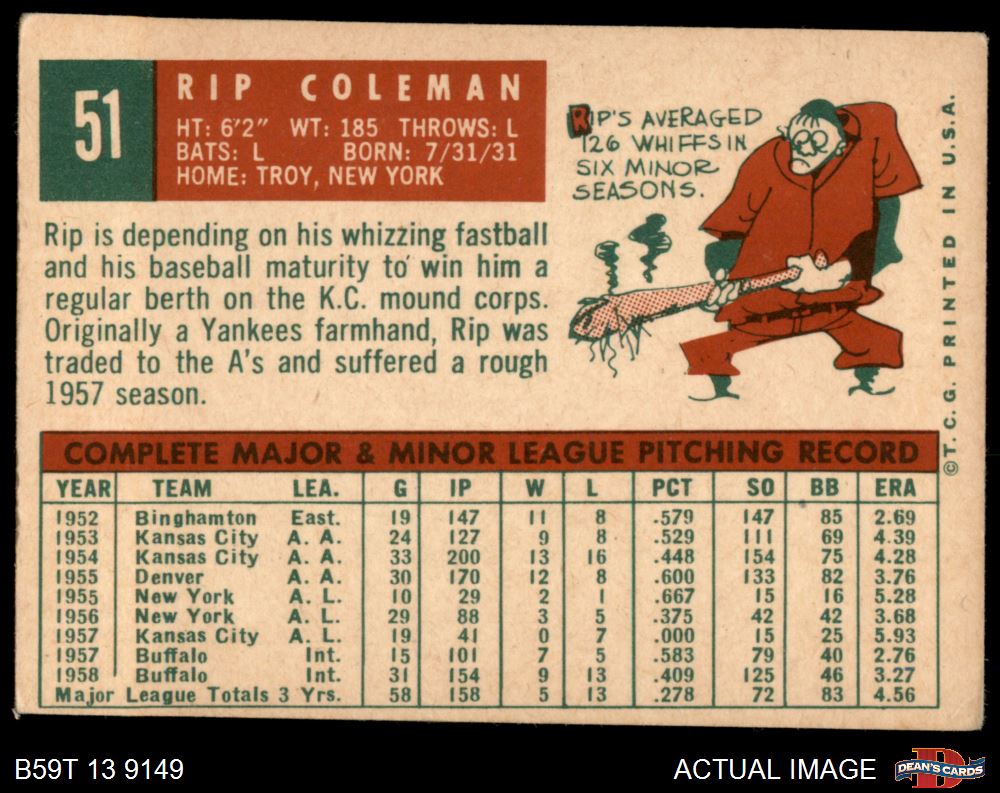 51
RIP COLEMAN
HT: 6'2" WT: 185 THROWS: L
BATS: L BORN: 7/31/31
HOME: TROY, NEW YORK
RIP'S AVERAGED
126 WHIFFS IN
SIX MINOR
SEASONS.
Rip is depending on his whizzing fastball
and his baseball maturity to win him a
regular berth on the K.C. mound corps.
Originally a Yankees farmhand, Rip was
traded to the A's and suffered a rough
1957 season.
©T.C.G. PRINTED IN U.S.A.
COMPLETE MAJOR & MINOR LEAGUE PITCHING RECORD
YEAR TEAM LEA. G IP W L PCT SO BB ERA
1952 Binghamton East. 19 147 11 8 .579 147 85 2.69
1953 Kansas City A. A. 24 127 9 8 .529 111 69 4.39
1954 Kansas City A. A. 33 200 13 16 .448 154 75 4.28
1955 Denver A. A. 30 170 12 8 .600 133 82 3.76
1955 New York A. L. 10 29 2 1 .667 15 16 5.28
1956 New York A. L. 29 88 3 5 .375 42 42 3.68
1957 Kansas City A. L. 19 41 0 7 .000 15 25 5.93
1957 Buffalo Int. 15 101 7 5 .583 79 40 2.76
1958 Buffalo Int. 31 154 9 13 .409 125 46 3.27
Major League Totals 3 Yrs. 58 158 5 13 .278 72 83 4.56
B59T 13 9149
ACTUAL IMAGE
DEAN'S CARDS